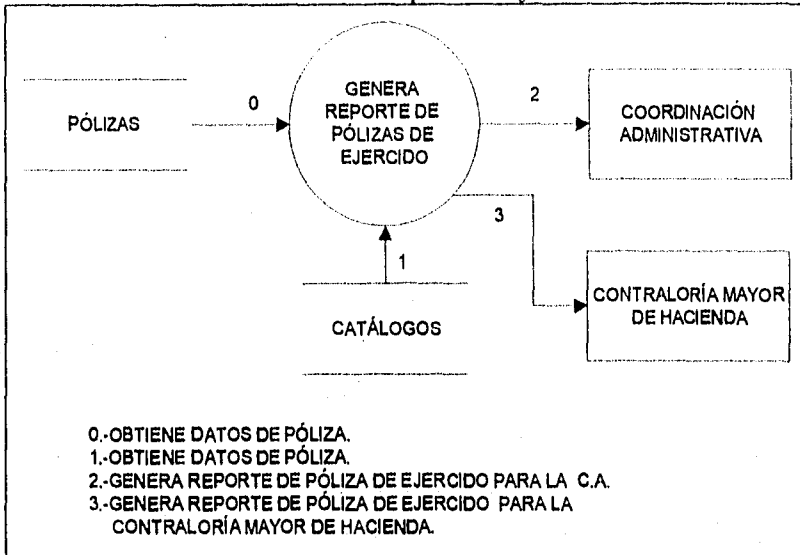 PÓLIZAS
0
GENERA
REPORTE DE
PÓLIZAS DE
EJERCIDO
2
COORDINACIÓN
ADMINISTRATIVA
3
1
CATÁLOGOS
CONTRALORÍA MAYOR
DE HACIENDA
0.-OBTIENE DATOS DE PÓLIZA.
1.-OBTIENE DATOS DE PÓLIZA.
2.-GENERA REPORTE DE PÓLIZA DE EJERCIDO PARA LA C.A.
3.-GENERA REPORTE DE PÓLIZA DE EJERCIDO PARA LA
CONTRALORÍA MAYOR DE HACIENDA.